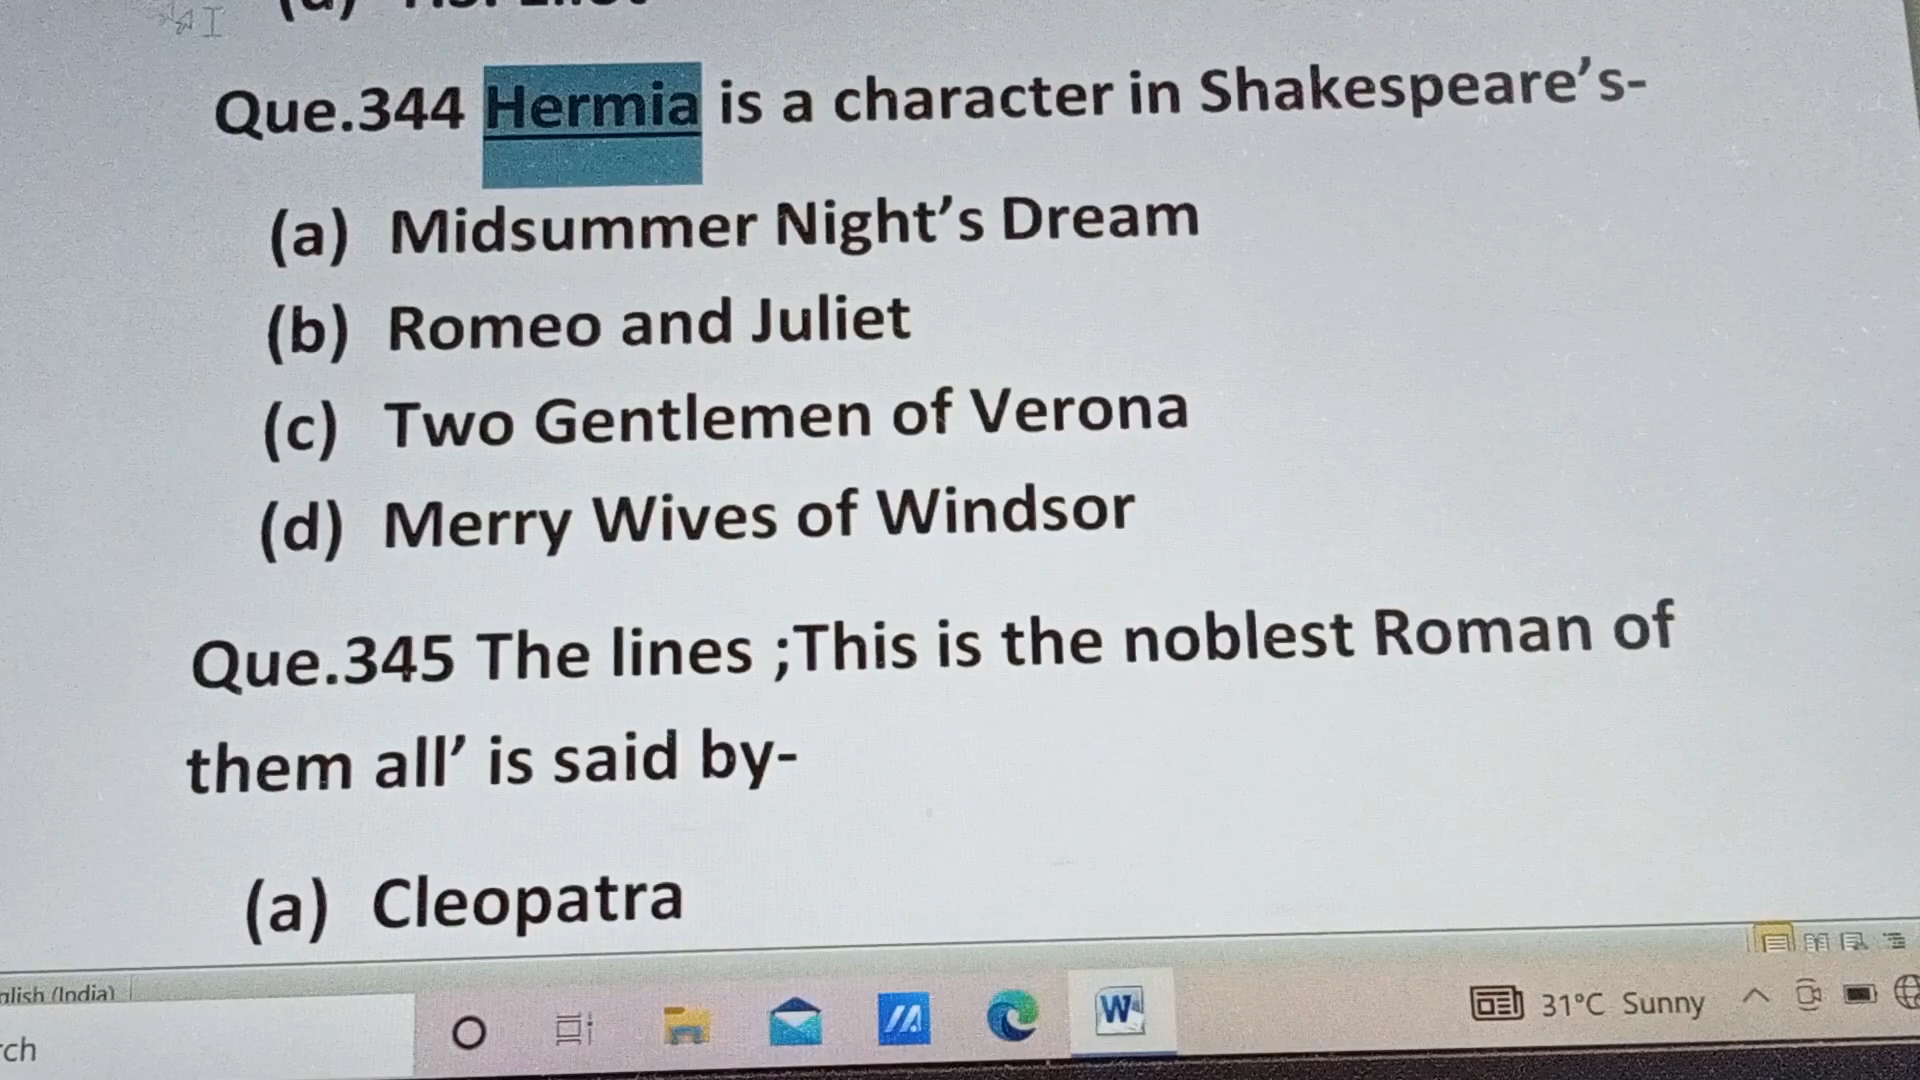 Que.344 Hermia is a character in Shakespeare's-
(a) Midsummer Night's Dream
(b) Romeo and Juliet
(c) Two Gentlemen of Verona
(d) Merry Wives of Windsor
Que.345 The lines ;This is the noblest Roman of
them all' is said by-
(a) Cleopatra
glish (India)
rch
31°C Sunny